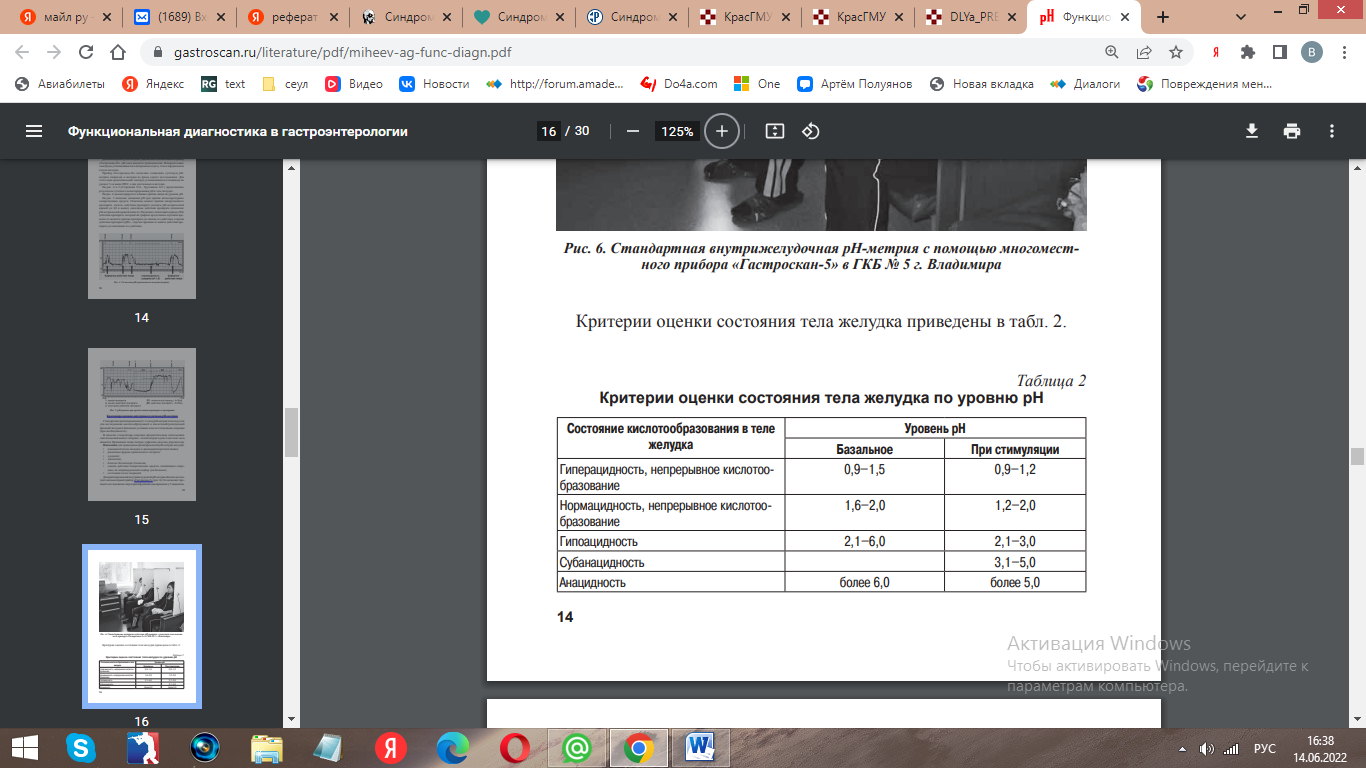 майл ру -
(1689) Вх
реферат
Синдром
Синдром
Синдром
КрасГМУ
КрасГМУ
DLYa_PRE
Функцио
gastroscan.ru/literature/pdf/miheev-ag-func-diagn.pdf
Авиабилеты Яндекс text сеул Видео Новости http://forum.amade... Do4a.com One Артём Полуянов Новая вкладка Диалоги Повреждения мен...
Функциональная диагностика в гастроэнтерологии 16 / 30 125%
14
15
16
Рис. 6. Стандартная внутрижелудочная рН-метрия с помощью многомест-
ного прибора «Гастроскан-5» в ГКБ № 5 г. Владимира
Критерии оценки состояния тела желудка приведены в табл. 2.
Таблица 2
Критерии оценки состояния тела желудка по уровню рН
Состояние кислотообразования в теле
желудка
Уровень рН
Базальное При стимуляции
Гиперацидность, непрерывное кислотоо-
бразование
0,9–1,5 0,9–1,2
Нормацидность, непрерывное кислотоо-
бразование
1,6–2,0 1,2–2,0
Гипоацидность 2,1–6,0 2,1–3,0
Субанацидность 3,1–5,0
Анацидность более 6,0 более 5,0
14
Активация Windows
Чтобы активировать Windows, перейдите к
параметрам компьютера.
РУС
16:38
14.06.2022